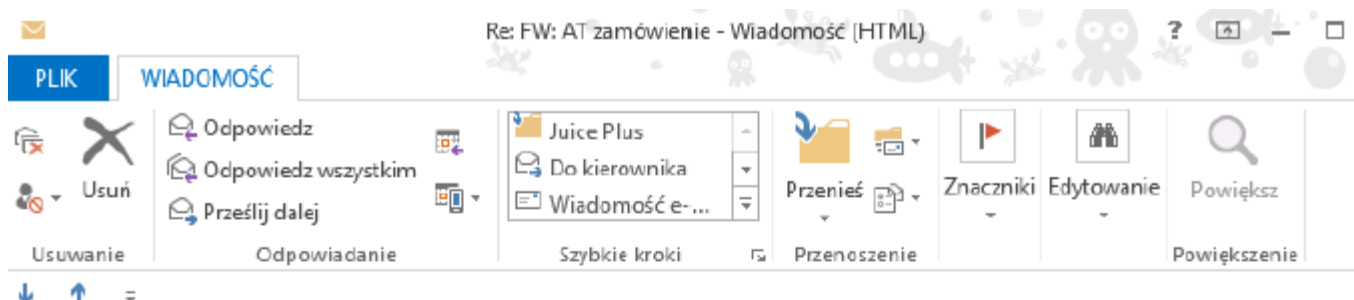 Re: FW: AT zamówienie - Wiadomość (HTML)
?
PLIK WIADOMOŚĆ
Usuń
Odpowiedz
Odpowiedz wszystkim
Prześlij dalej
Juice Plus
Do kierownika
Wiadomość e-...
Przenieś
Znaczniki
Edytowanie
Powiększ
Usuwanie
Odpowiadanie
Szybkie kroki
Przenoszenie
Powiększenie